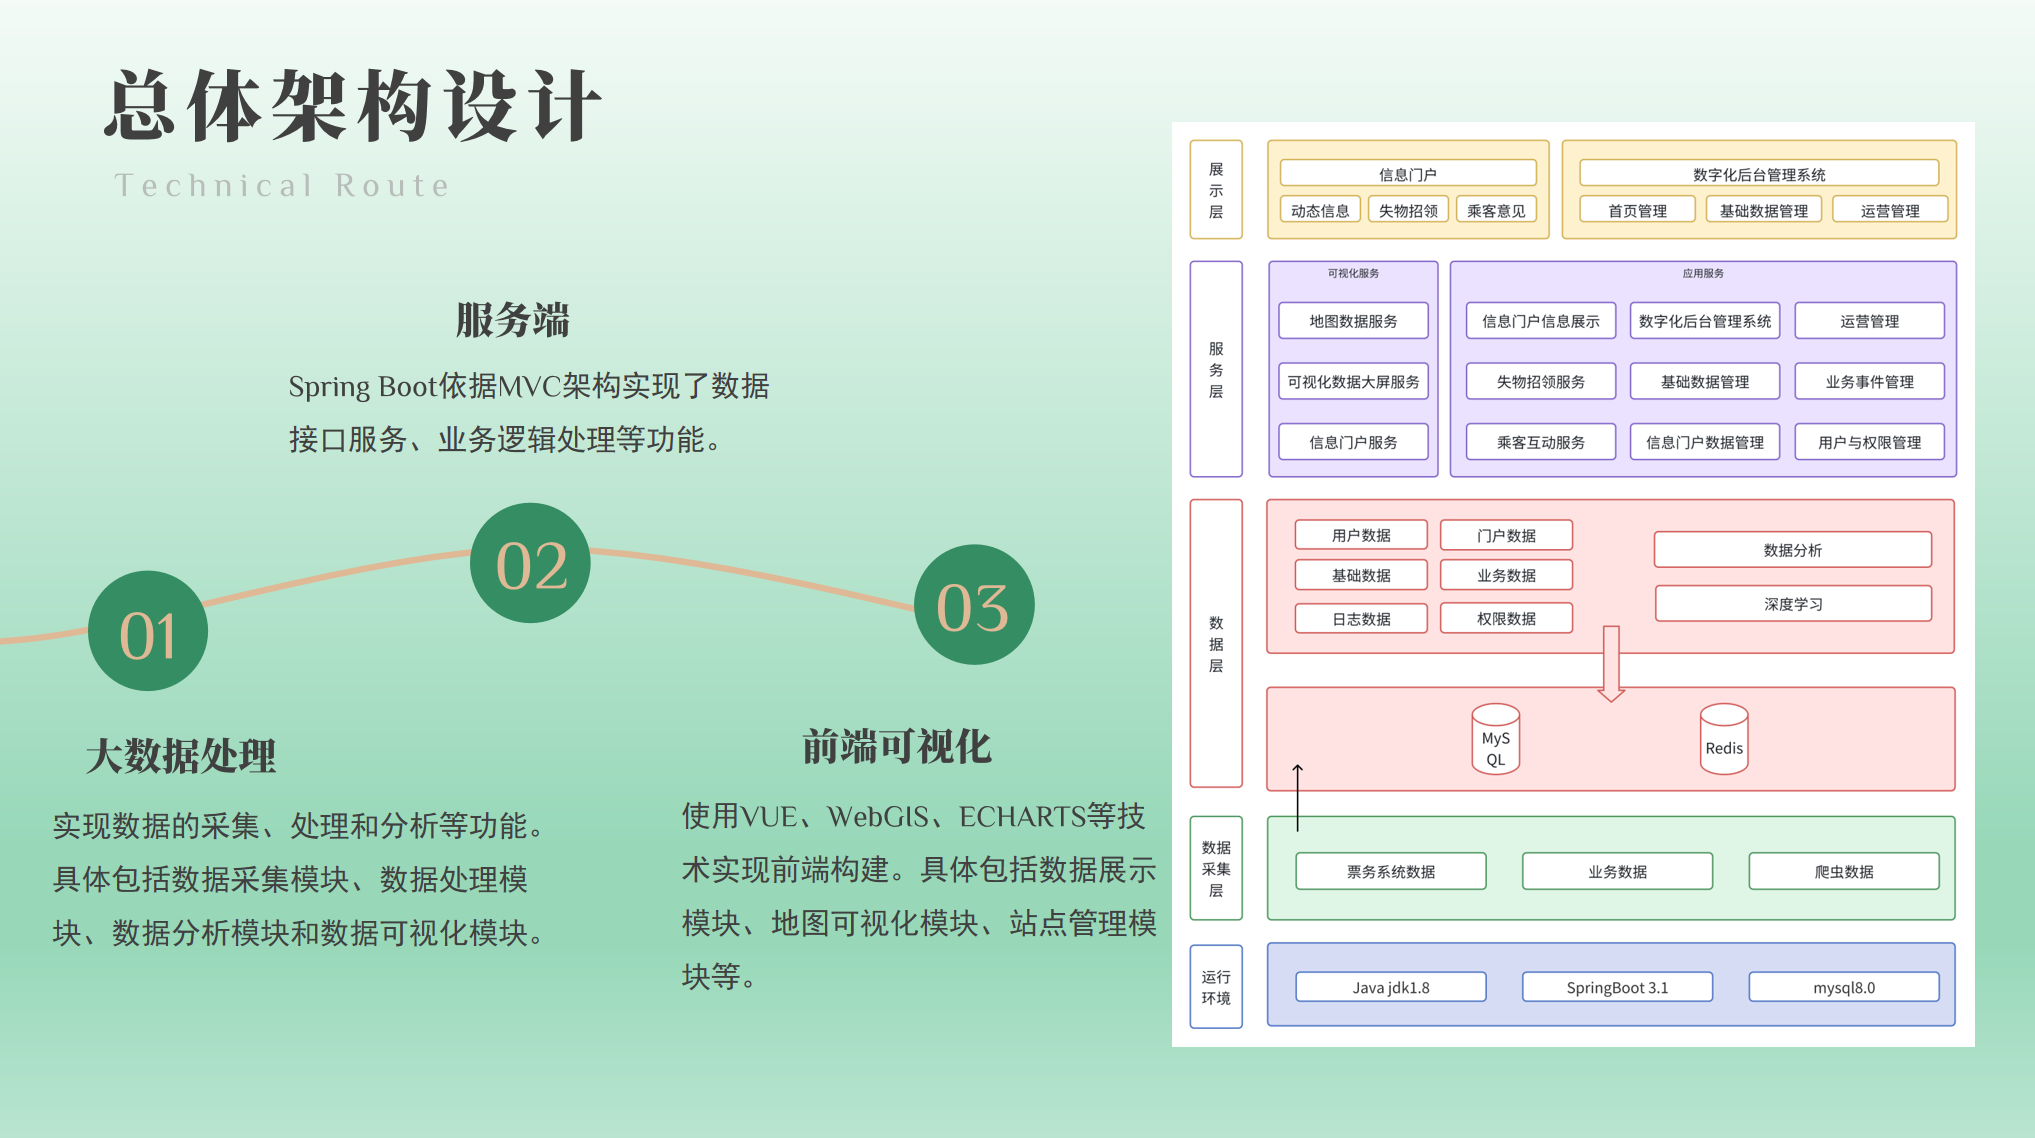 总体架构设计
Technical Route
服务端
Spring Boot依据MVC架构实现了数据
接口服务、业务逻辑处理等功能。
01
02
03
大数据处理
实现数据的采集、处理和分析等功能。
具体包括数据采集模块、数据处理模
块、数据分析模块和数据可视化模块。
前端可视化
使用VUE、WebGIS、ECHARTS等技
术实现前端构建。具体包括数据展示
模块、地图可视化模块、站点管理模
块等。
展
示
层
信息门户
动态信息
失物招领
乘客意见
数字化后台管理系统
首页管理
基础数据管理
运营管理
服
务
层
可视化服务
地图数据服务
可视化数据大屏服务
信息门户服务
应用服务
信息门户信息展示
数字化后台管理系统
运营管理
失物招领服务
基础数据管理
业务事件管理
乘客互动服务
信息门户数据管理
用户与权限管理
数
据
层
用户数据
门户数据
基础数据
业务数据
日志数据
权限数据
数据分析
深度学习
MyS
QL
Redis
数据
采集
层
票务系统数据
业务数据
爬虫数据
运行
环境
Java jdk1.8
SpringBoot 3.1
mysql8.0